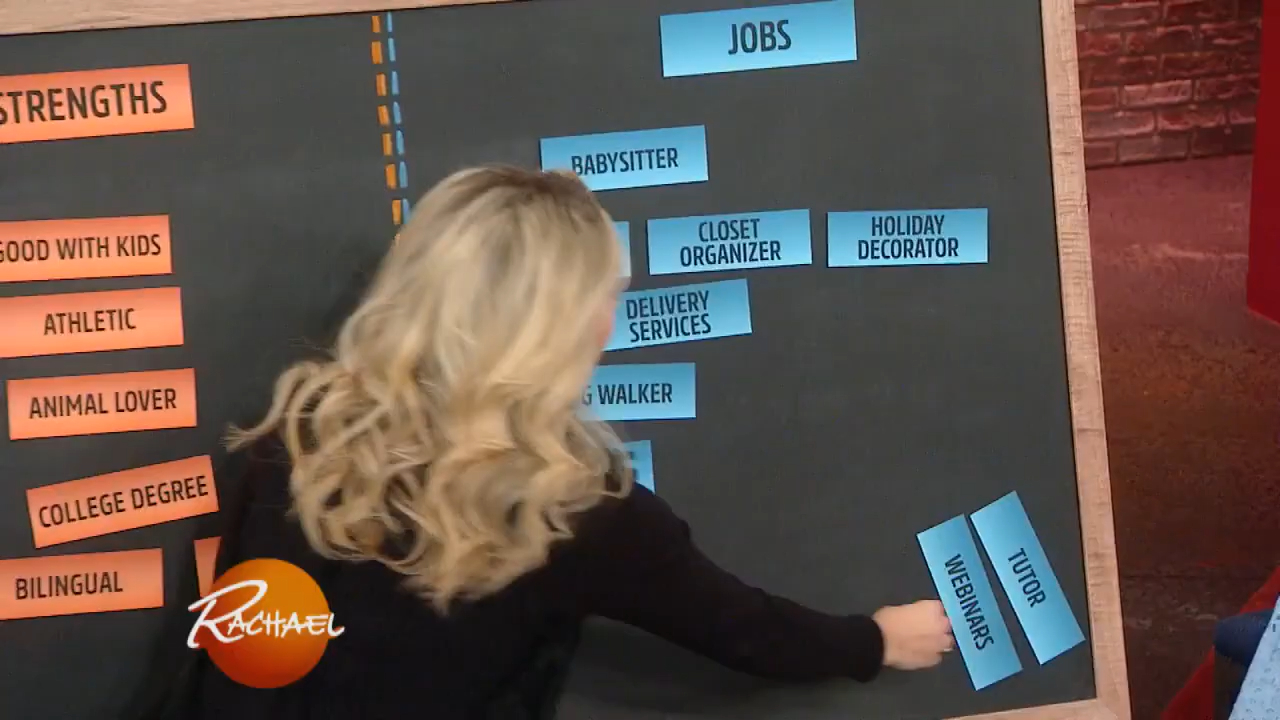 JOBS
STRENGTHS
BABYSITTER
GOOD WITH KIDS
CLOSET
ORGANIZER
HOLIDAY
DECORATOR
ATHLETIC
DELIVERY
SERVICES
ANIMAL LOVER
WALKER
COLLEGE DEGREE
BILINGUAL
WEBINARS
TUTOR
RACHAEL